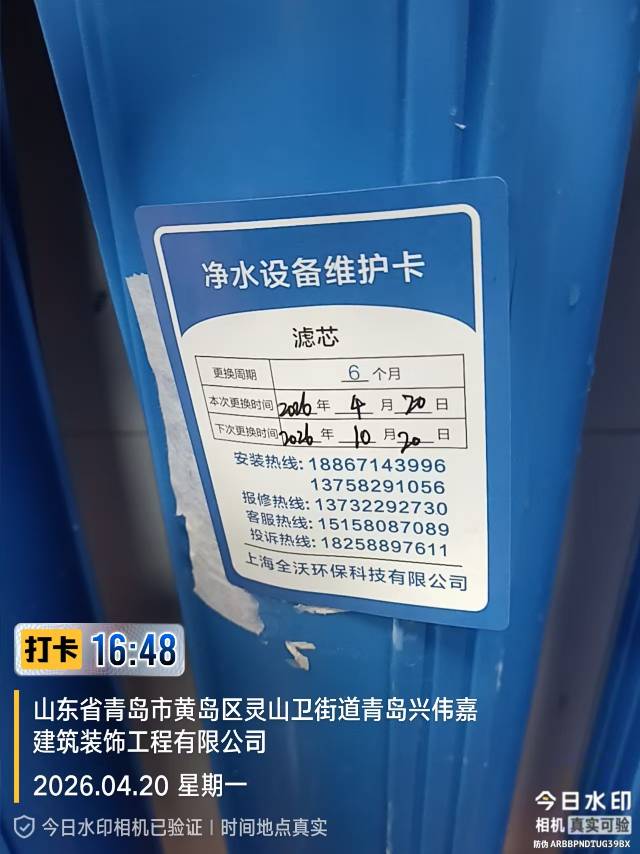 净水设备维护卡
滤芯
更换周期 6 个月
本次更换时间 2026 年 4 月 20 日
下次更换时间 2026 年 10 月 20 日
安装热线: 18867143996
13758291056
报修热线: 13732292730
客服热线: 15158087089
投诉热线: 18258897611
上海全沃环保科技有限公司
打卡 16:48
山东省青岛市黄岛区灵山卫街道青岛兴伟嘉
建筑装饰工程有限公司
2026.04.20 星期一
今日水印相机已验证 | 时间地点真实
今日水印
相机 真实可验
防伪 ARBBPNDTUG39BX